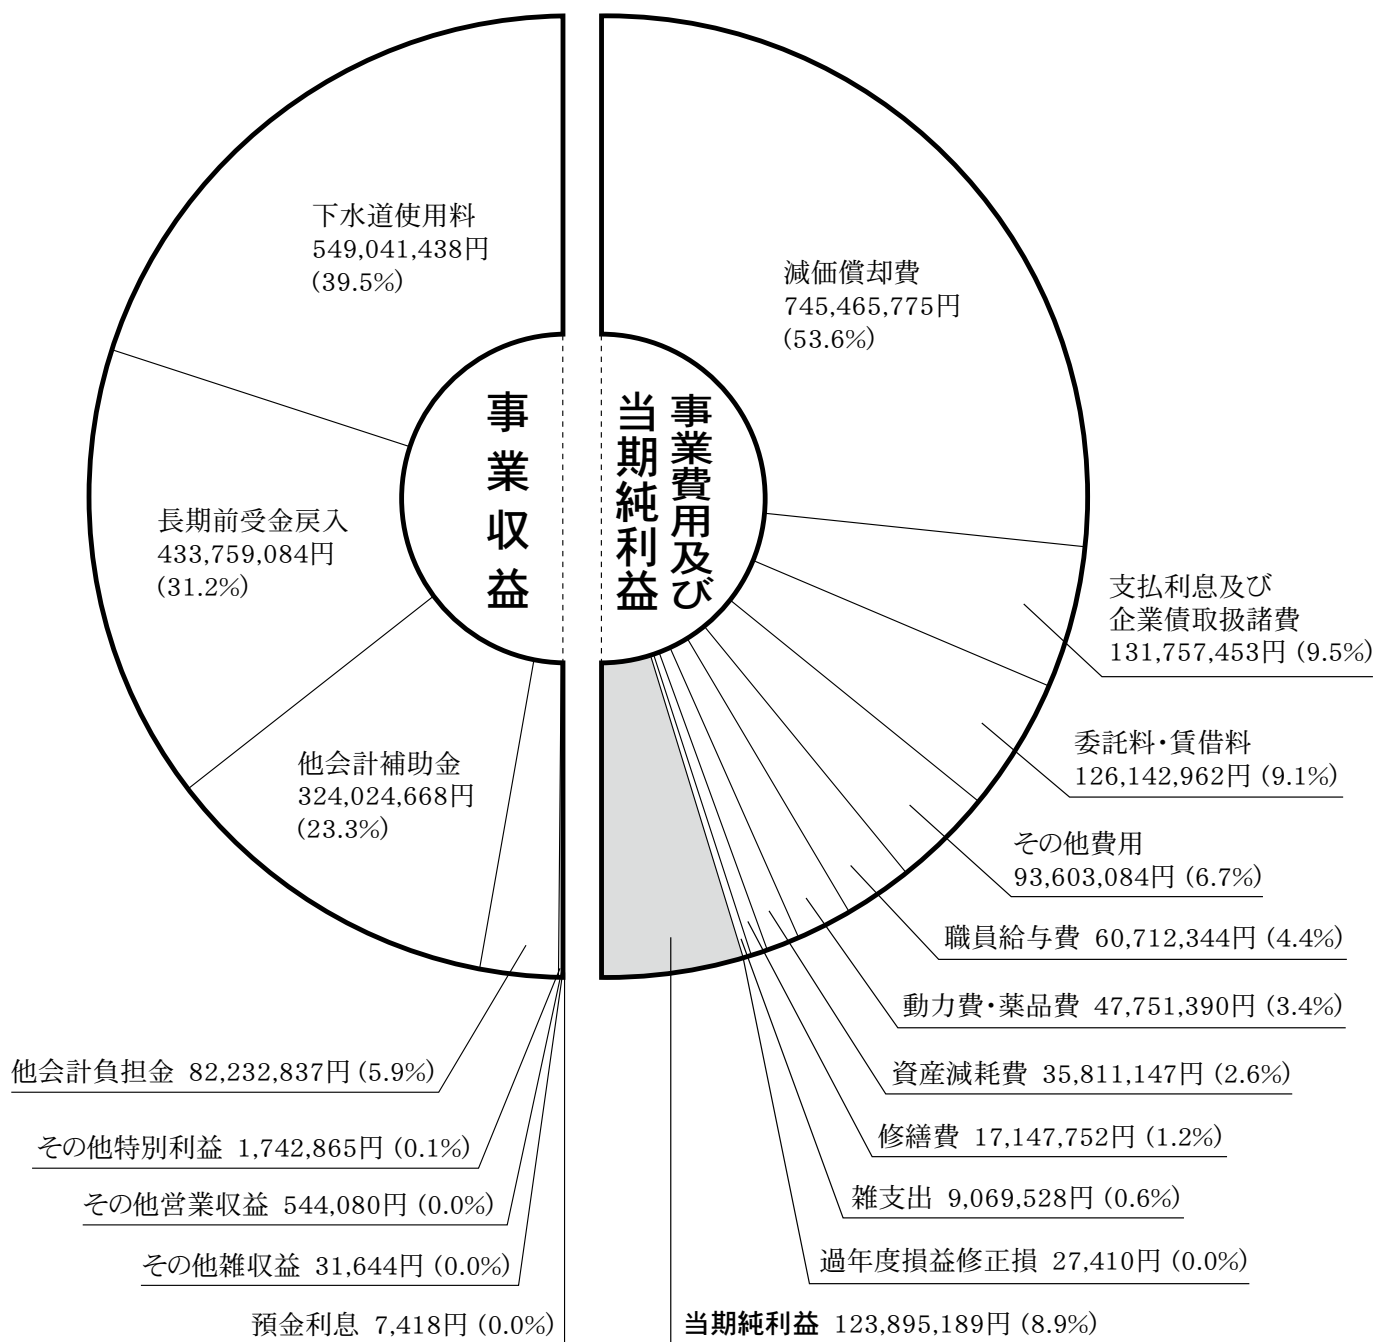 事業収益
下水道使用料
549,041,438円
(39.5%)
長期前受金戻入
433,759,084円
(31.2%)
他会計補助金
324,024,668円
(23.3%)
他会計負担金 82,232,837円 (5.9%)
その他特別利益 1,742,865円 (0.1%)
その他営業収益 544,080円 (0.0%)
その他雑収益 31,644円 (0.0%)
預金利息 7,418円 (0.0%)
事業費用及び
当期純利益
減価償却費
745,465,775円
(53.6%)
支払利息及び
企業債取扱諸費
131,757,453円 (9.5%)
委託料・賃借料
126,142,962円 (9.1%)
その他費用
93,603,084円 (6.7%)
職員給与費 60,712,344円 (4.4%)
動力費・薬品費 47,751,390円 (3.4%)
資産減耗費 35,811,147円 (2.6%)
修繕費 17,147,752円 (1.2%)
雑支出 9,069,528円 (0.6%)
過年度損益修正損 27,410円 (0.0%)
当期純利益 123,895,189円 (8.9%)